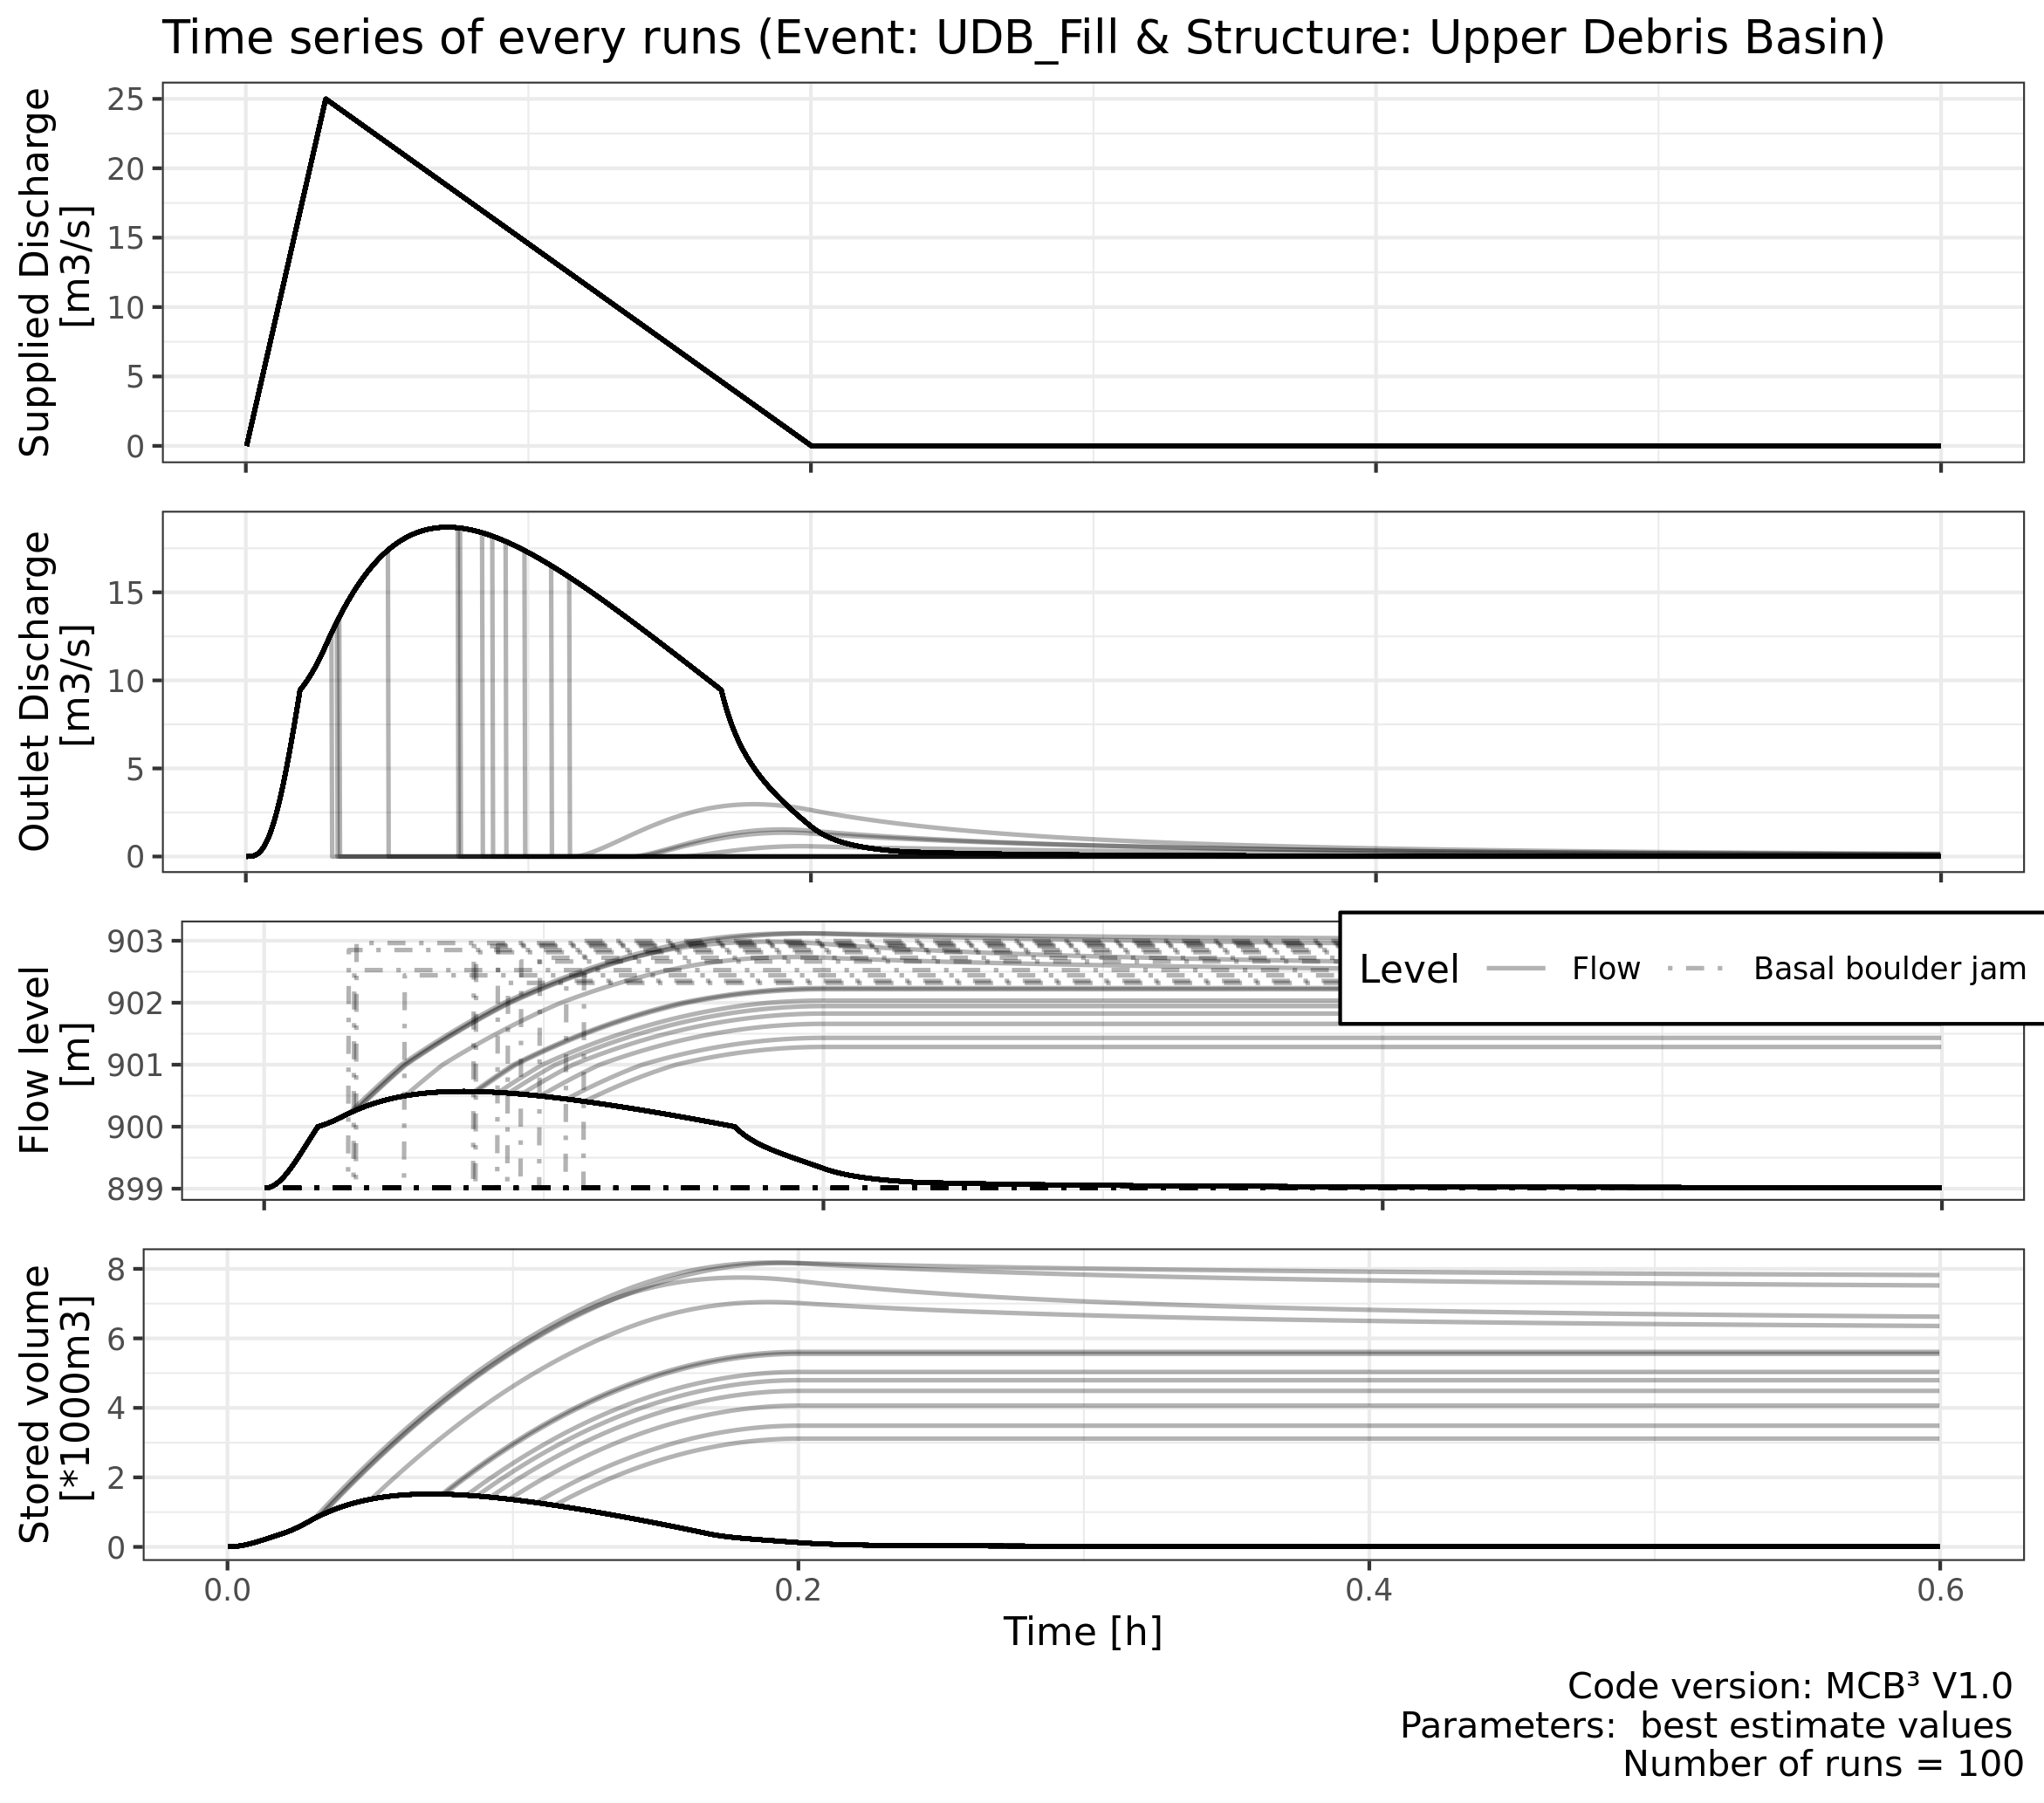 Time series of every runs (Event: UDB_Fill & Structure: Upper Debris Basin)
Supplied Discharge
[m3/s]
25
20
15
10
5
0
Outlet Discharge
[m3/s]
15
10
5
0
Flow level
[m]
903
902
901
900
899
Level
Flow
Basal boulder jam
Stored volume
[*1000m3]
8
6
4
2
0
0.0
0.2
0.4
0.6
Time [h]
Code version: MCB³ V1.0
Parameters:  best estimate values
Number of runs = 100